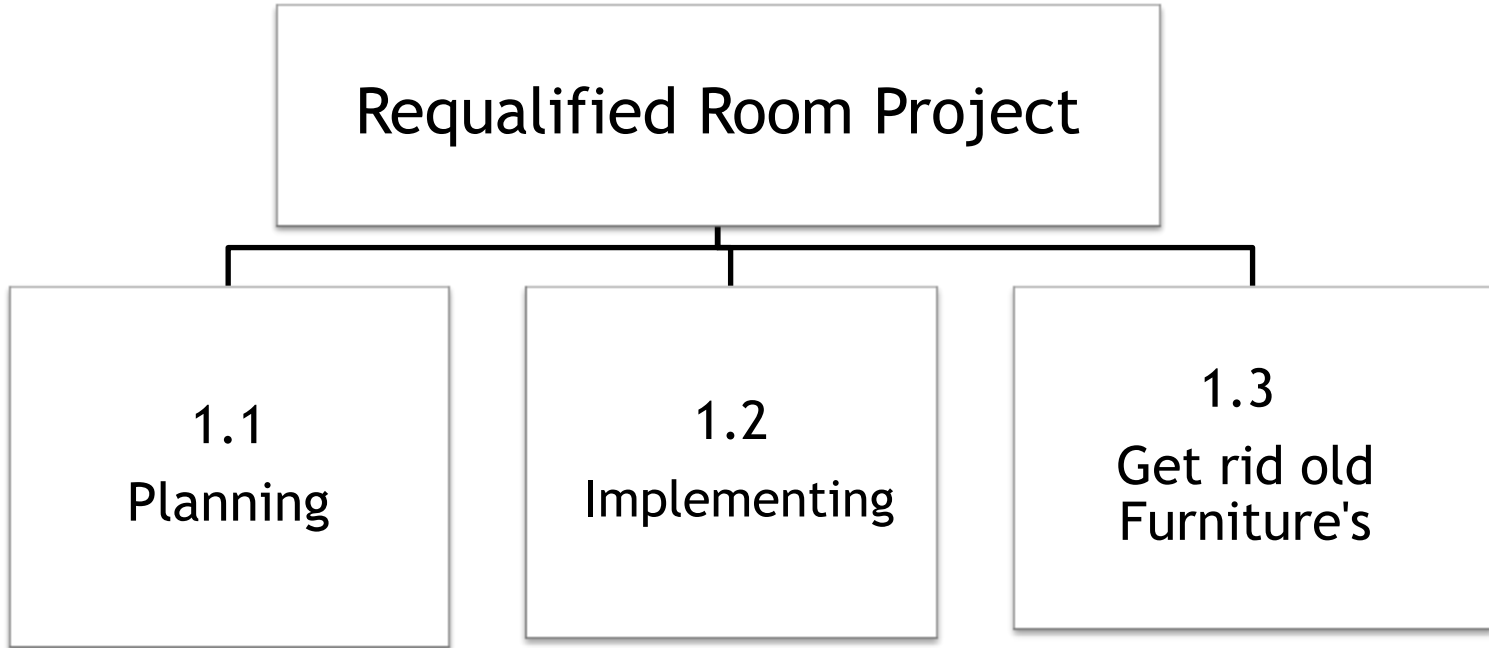 Requalified Room Project
1.1
Planning
1.2
Implementing
1.3
Get rid old
Furniture's